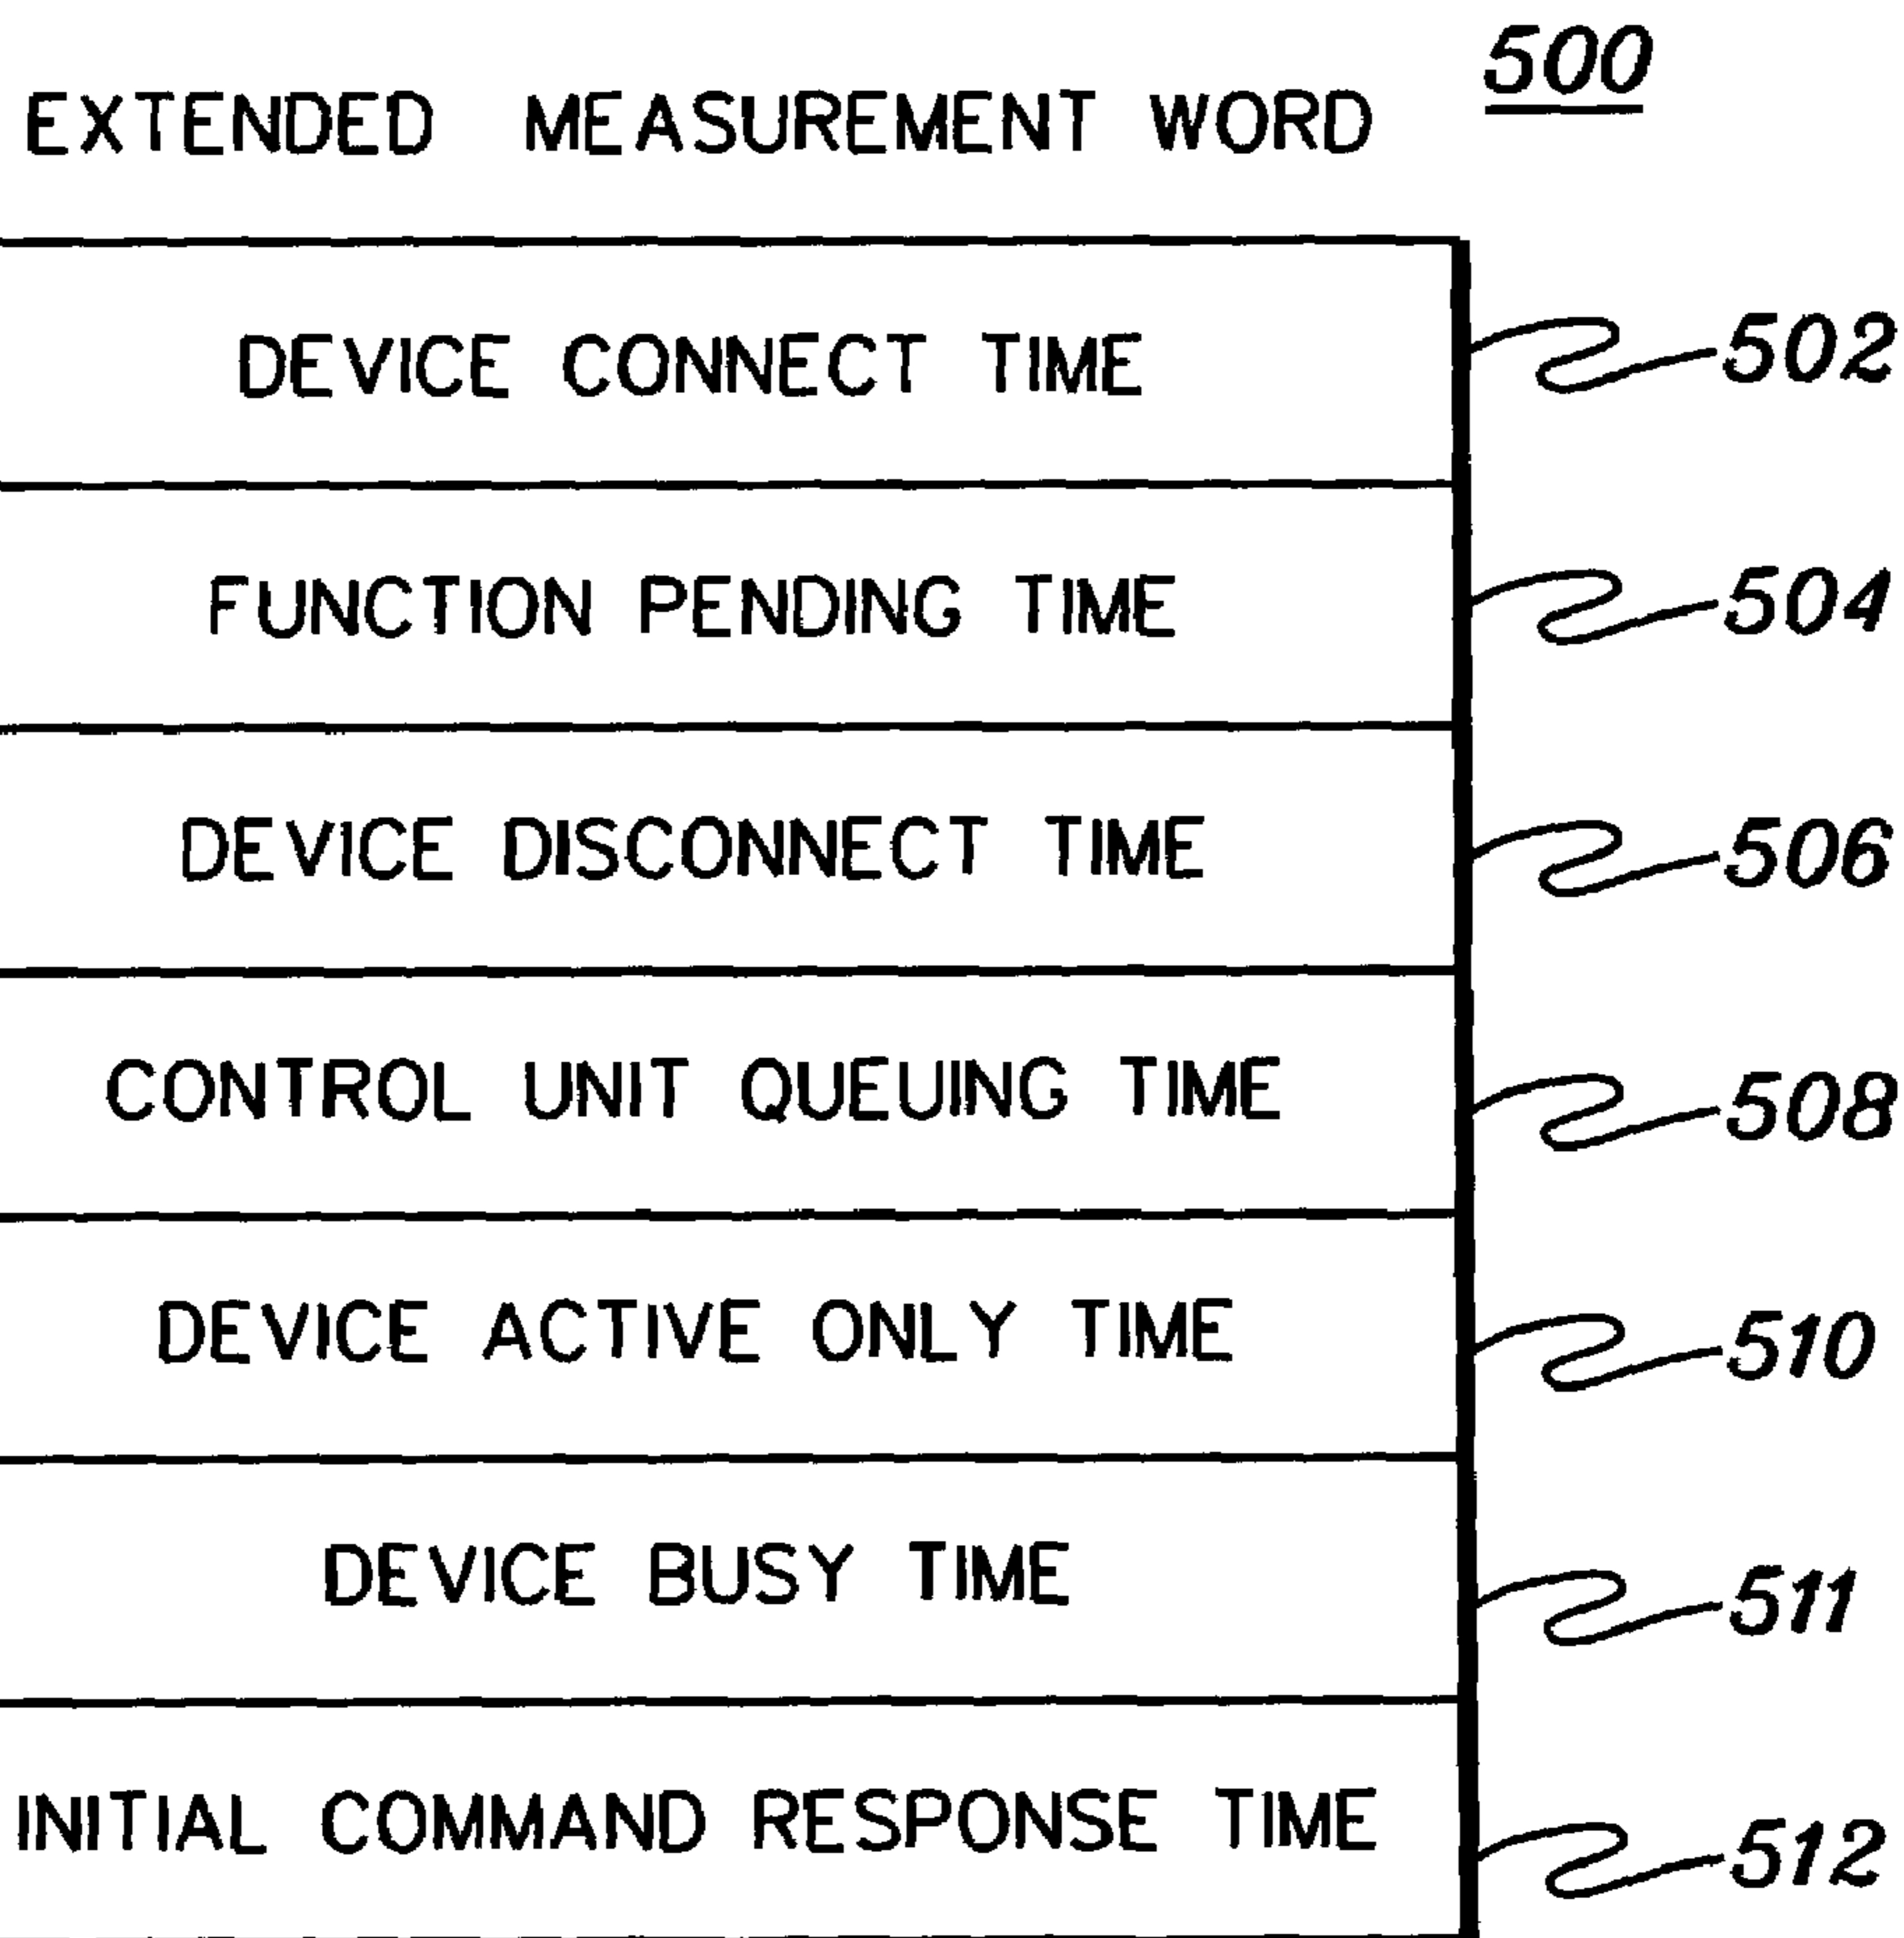 EXTENDED MEASUREMENT WORD 500
DEVICE CONNECT TIME 502
FUNCTION PENDING TIME 504
DEVICE DISCONNECT TIME 506
CONTROL UNIT QUEUING TIME 508
DEVICE ACTIVE ONLY TIME 510
DEVICE BUSY TIME 511
INITIAL COMMAND RESPONSE TIME 512